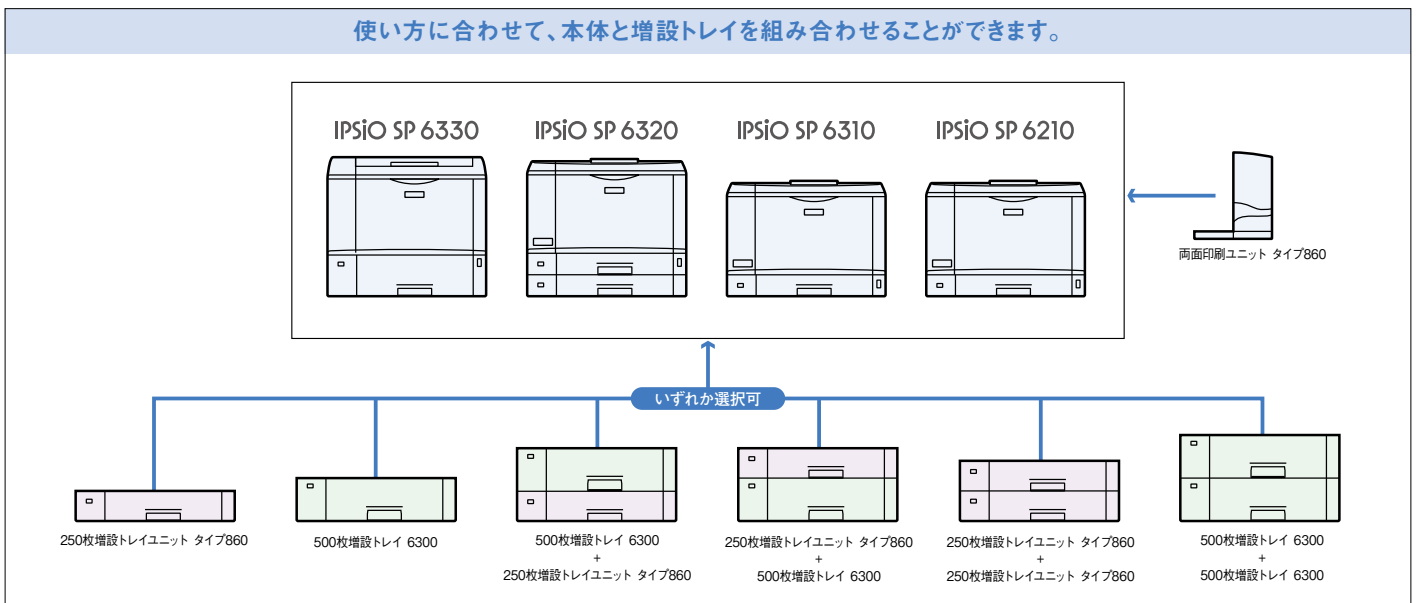 使い方に合わせて、本体と増設トレイを組み合わせることができます。
IPSiO SP 6330
IPSiO SP 6320
IPSiO SP 6310
IPSiO SP 6210
両面印刷ユニット タイプ860
いずれか選択可
250枚増設トレイユニット タイプ860
500枚増設トレイ 6300
500枚増設トレイ 6300
+
250枚増設トレイユニット タイプ860
250枚増設トレイユニット タイプ860
+
500枚増設トレイ 6300
250枚増設トレイユニット タイプ860
+
250枚増設トレイユニット タイプ860
500枚増設トレイ 6300
+
500枚増設トレイ 6300